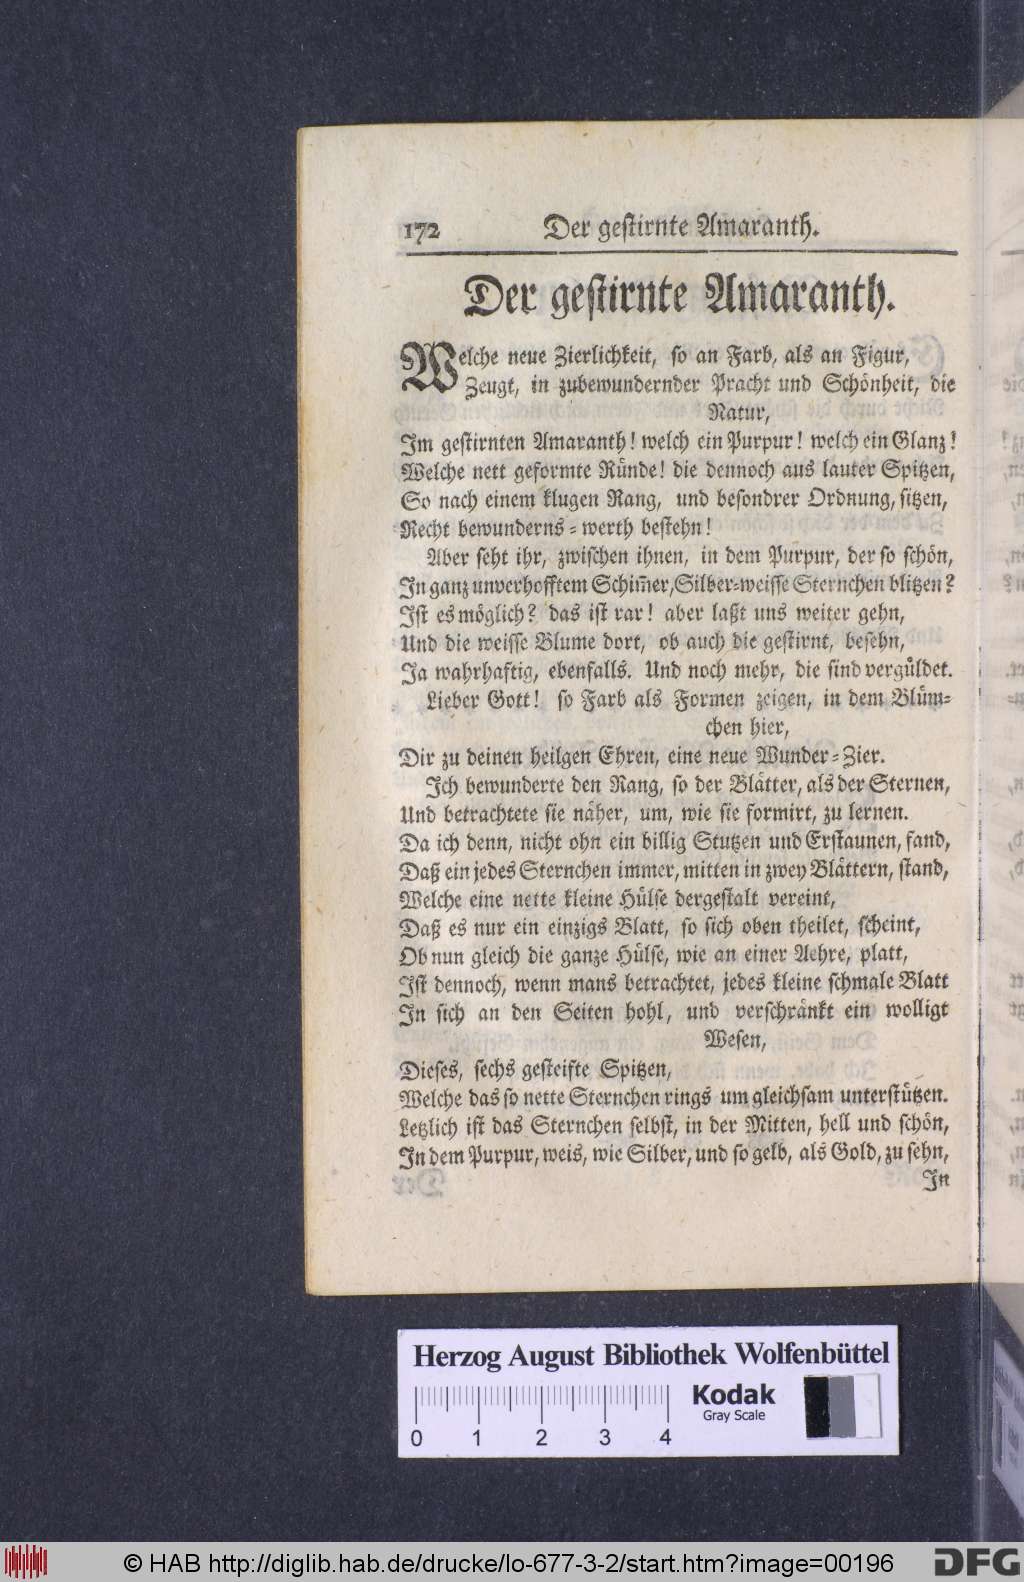 172 Der gestirnte Amaranth.
Der gestirnte Amaranth.
Welche neue Zierlichkeit, so an Farb, als an Figur,
Zeugt, in zubewundernder Pracht und Schönheit, die
Natur,
Im gestirnten Amaranth! welch ein Purpur! welch ein Glanz!
Welche nett geformte Ründe! die dennoch aus lauter Spitzen,
So nach einem klugen Rang, und besondrer Ordnung, sitzen,
Recht bewunderns-werth bestehn!
Aber seht ihr, zwischen ihnen, in dem Purpur, der so schön,
In ganz unverhofftem Schim̃er, Silber-weisse Sternchen blitzen?
Ist es möglich? das ist rar! aber laßt uns weiter gehn,
Und die weisse Blume dort, ob auch die gestirnt, besehn,
Ja wahrhaftig, ebenfalls. Und noch mehr, die sind vergüldet.
Lieber Gott! so Farb als Formen zeigen, in dem Blüm-
chen hier,
Dir zu deinen heilgen Ehren, eine neue Wunder-Zier.
Ich bewunderte den Rang, so der Blätter, als der Sternen,
Und betrachtete sie näher, um, wie sie formirt, zu lernen.
Da ich denn, nicht ohn ein billig Stutzen und Erstaunen, fand,
Daß ein jedes Sternchen immer, mitten in zwey Blättern, stand,
Welche eine nette kleine Hülse dergestalt vereint,
Daß es nur ein einzigs Blatt, so sich oben theilet, scheint,
Ob nun gleich die ganze Hülse, wie an einer Aehre, platt,
Ist dennoch, wenn mans betrachtet, jedes kleine schmale Blatt
In sich an den Seiten hohl, und verschränkt ein wolligt
Wesen,
Dieses, sechs gesteifte Spitzen,
Welche das so nette Sternchen rings um gleichsam unterstützen.
Letzlich ist das Sternchen selbst, in der Mitten, hell und schön,
In dem Purpur, weis, wie Silber, und so gelb, als Gold, zu sehn,
In
Herzog August Bibliothek Wolfenbüttel
Kodak
Gray Scale
0 1 2 3 4
© HAB http://diglib.hab.de/drucke/lo-677-3-2/start.htm?image=00196
DFG